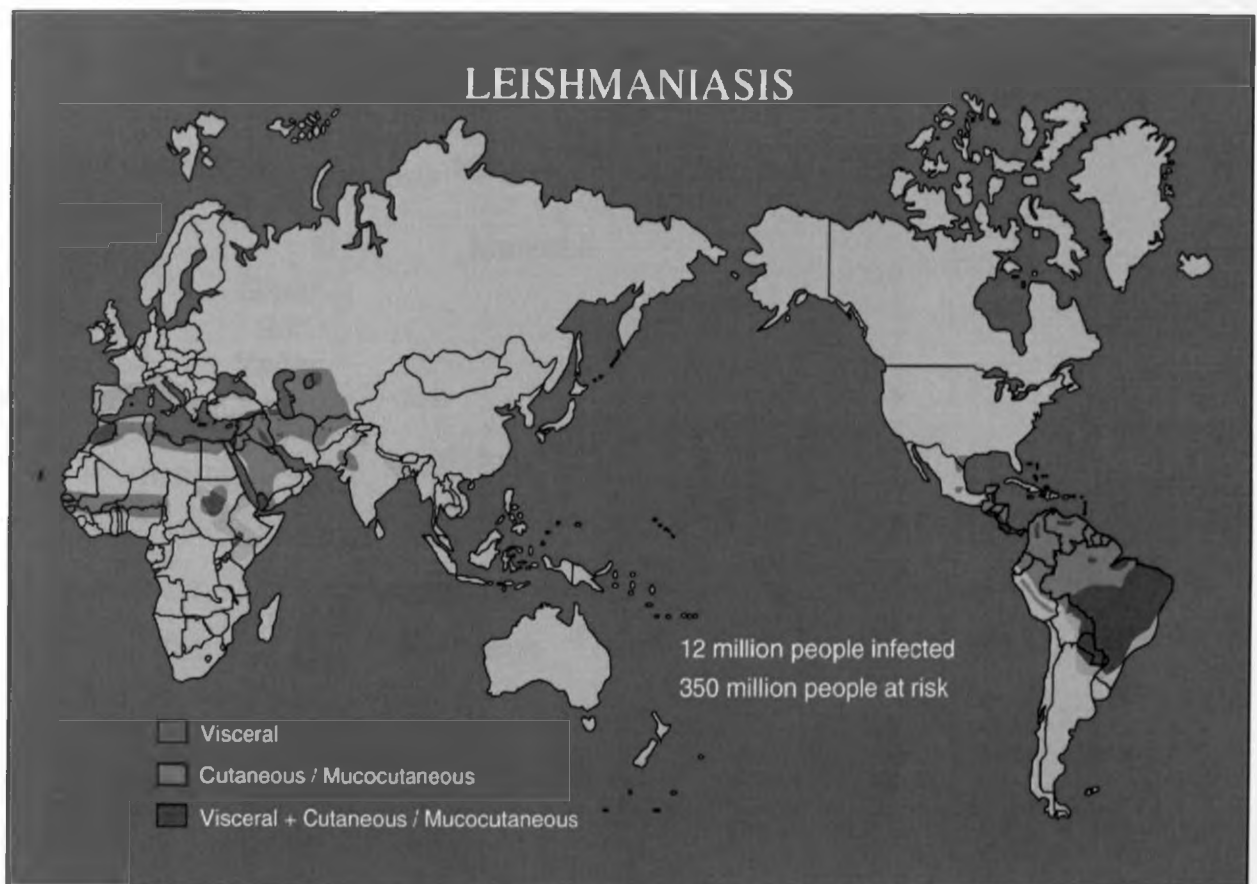 LEISHMANIASIS
12 million people infected
350 million people at risk
Visceral
Cutaneous / Mucocutaneous
Visceral + Cutaneous / Mucocutaneous